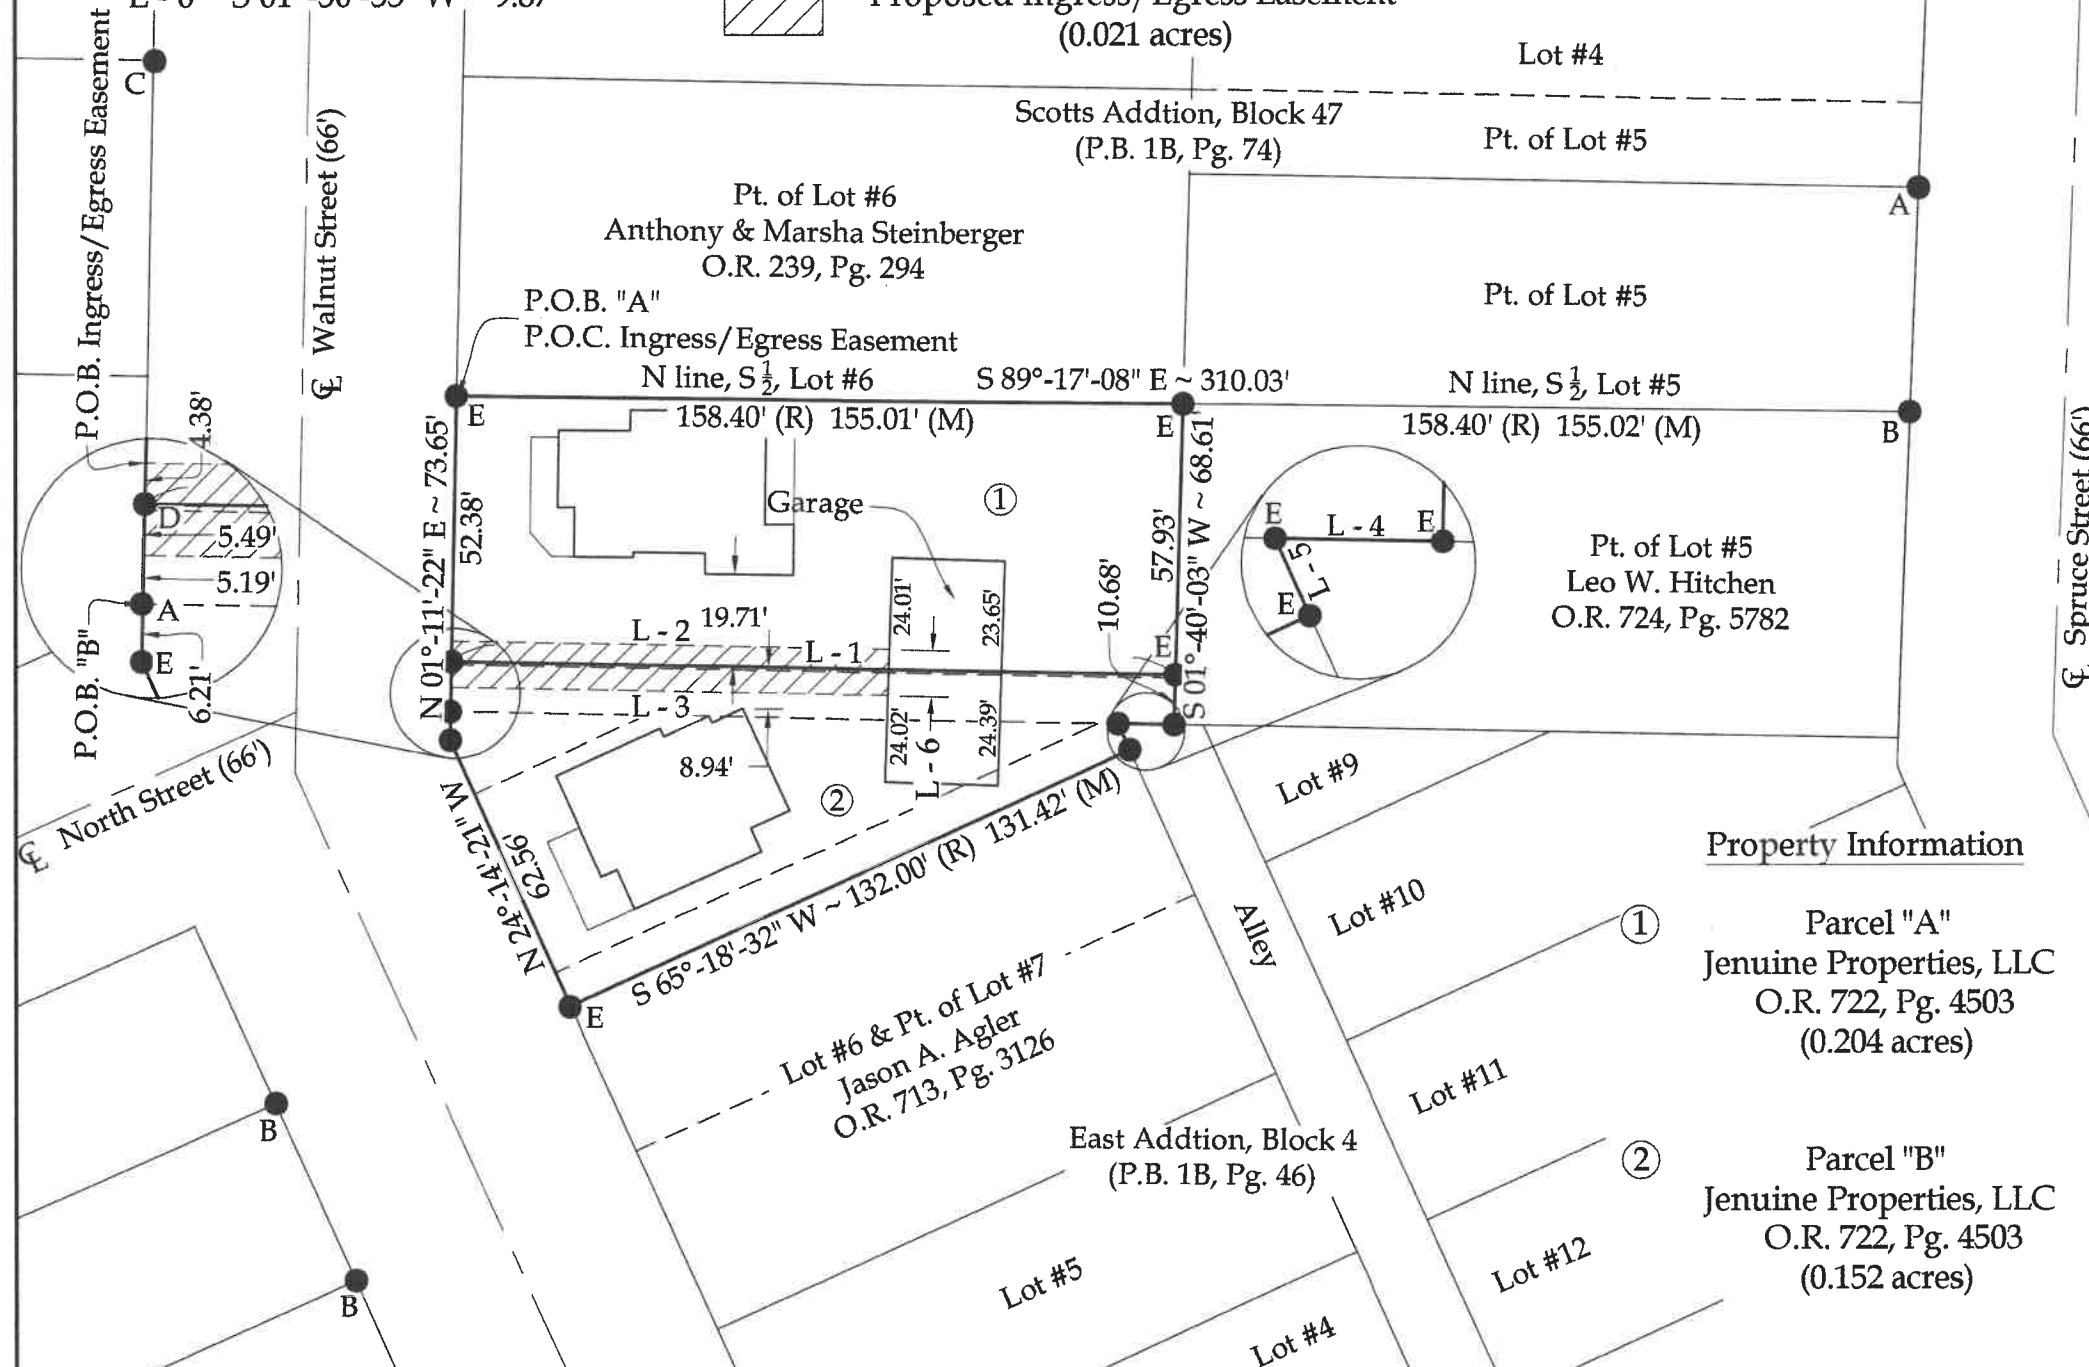 L - 6 S 01°-30'-33" W 9.87'
Proposed Ingress/Egress Easement
(0.021 acres)
Lot #4
Scotts Addtion, Block 47
(P.B. 1B, Pg. 74)
Pt. of Lot #5
C
P.O.B. Ingress/Egress Easement
Walnut Street (66')
Pt. of Lot #6
Anthony & Marsha Steinberger
O.R. 239, Pg. 294
A
Pt. of Lot #5
P.O.B. "A"
P.O.C. Ingress/Egress Easement
N line, S ½, Lot #6
S 89°-17'-08" E ~ 310.03'
N line, S ½, Lot #5
158.40' (R) 155.01' (M)
158.40' (R) 155.02' (M)
E
E
B
4.38'
D
5.49'
5.19'
A
E
6.21'
P.O.B. "B"
N 01°-11'-22" E ~ 73.65'
52.38'
Garage
1
57.93'
S 01°-40'-03" W ~ 68.61'
10.68'
E
E
L - 4
E
L - 5
E
Pt. of Lot #5
Leo W. Hitchen
O.R. 724, Pg. 5782
Spruce Street (66')
24.01'
23.65'
L - 2
19.71'
L - 1
L - 3
24.02'
24.39'
L - 6
8.94'
2
North Street (66')
N 24°-14'-21" W
62.56'
S 65°-18'-32" W ~ 132.00' (R) 131.42' (M)
E
Lot #9
Lot #10
Alley
Lot #11
Lot #12
Lot #6 & Pt. of Lot #7
Jason A. Agler
O.R. 713, Pg. 3126
East Addtion, Block 4
(P.B. 1B, Pg. 46)
Lot #5
Lot #4
B
B
Property Information
1
Parcel "A"
Jenuine Properties, LLC
O.R. 722, Pg. 4503
(0.204 acres)
2
Parcel "B"
Jenuine Properties, LLC
O.R. 722, Pg. 4503
(0.152 acres)